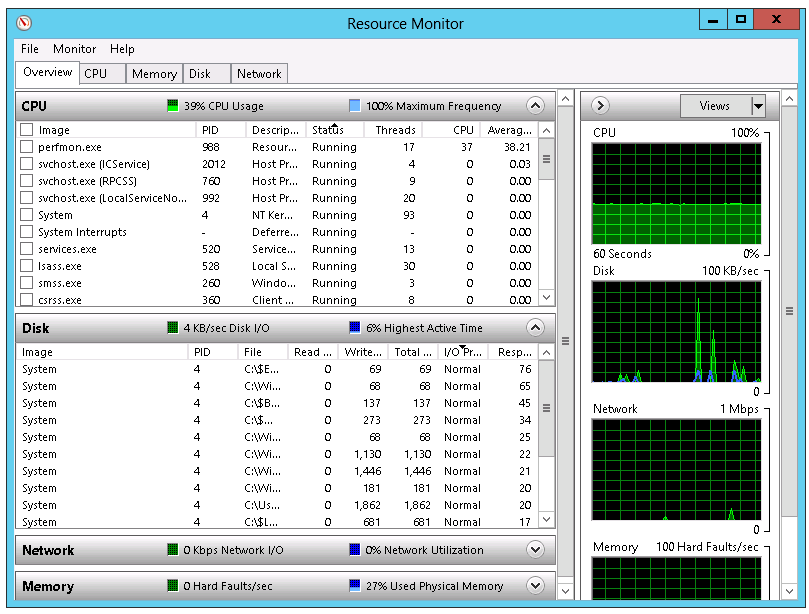 Resource Monitor
File Monitor Help
Overview CPU Memory Disk Network
CPU 39% CPU Usage 100% Maximum Frequency
Image PID Descrip... Status Threads CPU Averag...
perfmon.exe 988 Resour... Running 17 37 38.21
svchost.exe (ICService) 2012 Host Pr... Running 4 0 0.03
svchost.exe (RPCSS) 760 Host Pr... Running 9 0 0.00
svchost.exe (LocalServiceNo... 992 Host Pr... Running 20 0 0.00
System 4 NT Ker... Running 93 0 0.00
System Interrupts - Deferre... Running - 0 0.00
services.exe 520 Service... Running 13 0 0.00
lsass.exe 528 Local S... Running 30 0 0.00
smss.exe 260 Windo... Running 3 0 0.00
csrss.exe 360 Client ... Running 8 0 0.00
Disk 4 KB/sec Disk I/O 6% Highest Active Time
Image PID File Read ... Write... Total ... I/O Pr... Resp...
System 4 C:\$E... 0 69 69 Normal 76
System 4 C:\Wi... 0 68 68 Normal 65
System 4 C:\$B... 0 137 137 Normal 45
System 4 C:\$... 0 273 273 Normal 34
System 4 C:\Wi... 0 68 68 Normal 25
System 4 C:\Wi... 0 1,130 1,130 Normal 22
System 4 C:\Wi... 0 1,446 1,446 Normal 21
System 4 C:\Wi... 0 181 181 Normal 20
System 4 C:\Us... 0 1,862 1,862 Normal 20
System 4 C:\$L... 0 681 681 Normal 17
Network 0 Kbps Network I/O 0% Network Utilization
Memory 0 Hard Faults/sec 27% Used Physical Memory
Views
CPU 100%
60 Seconds 0%
Disk 100 KB/sec
0
Network 1 Mbps
0
Memory 100 Hard Faults/sec